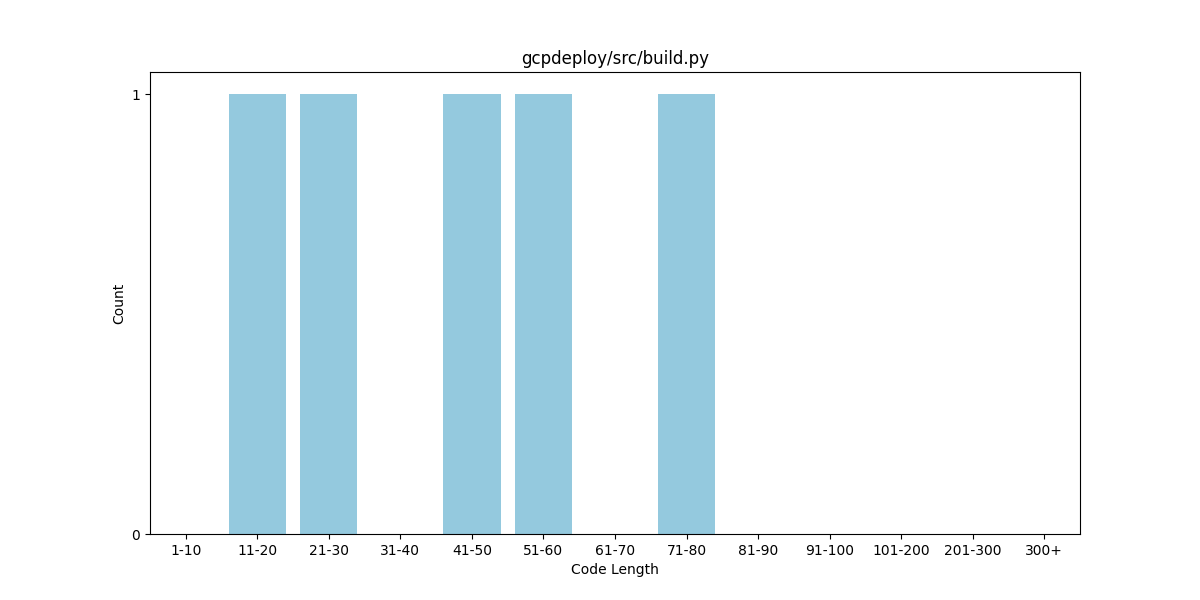 gcpdeploy/src/build.py
1
Count
0
1-10 11-20 21-30 31-40 41-50 51-60 61-70 71-80 81-90 91-100 101-200 201-300 300+
Code Length